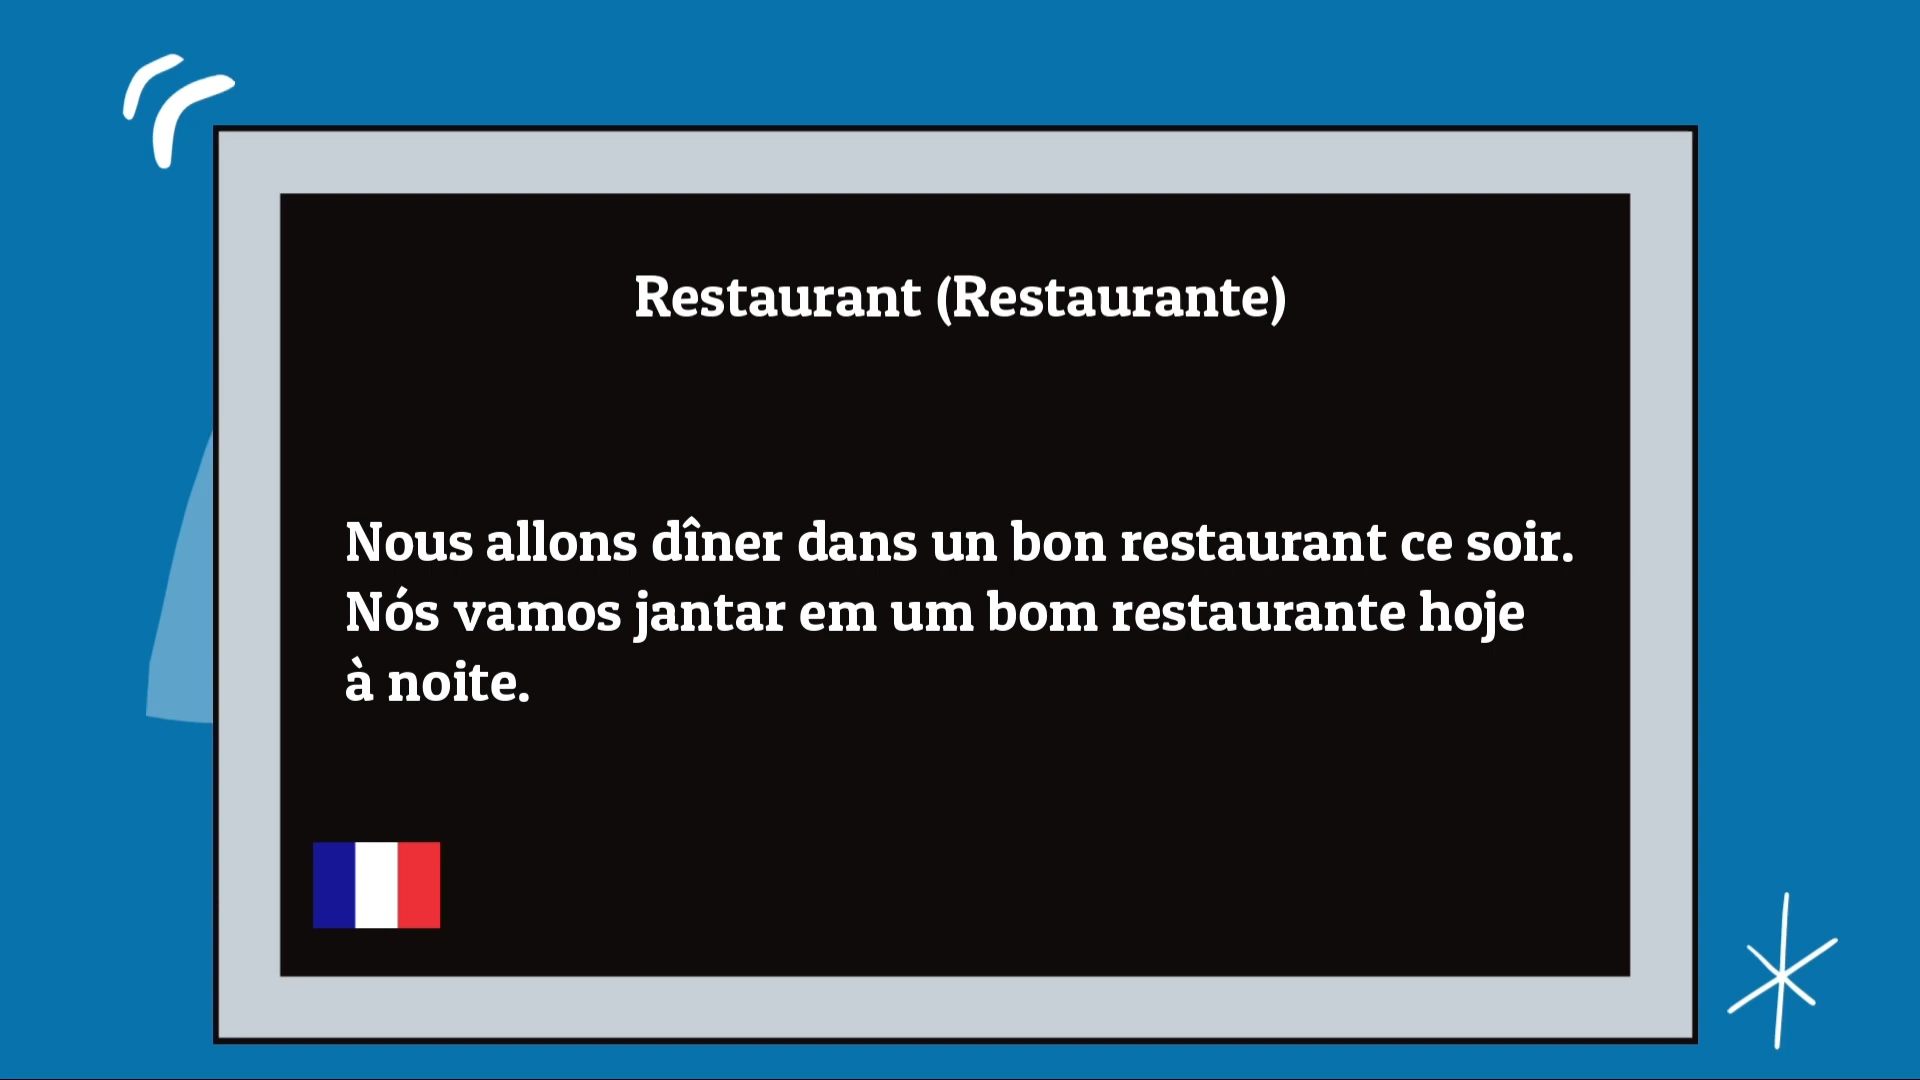 Restaurant (Restaurante)
Nous allons dîner dans un bon restaurant ce soir.
Nós vamos jantar em um bom restaurante hoje
à noite.